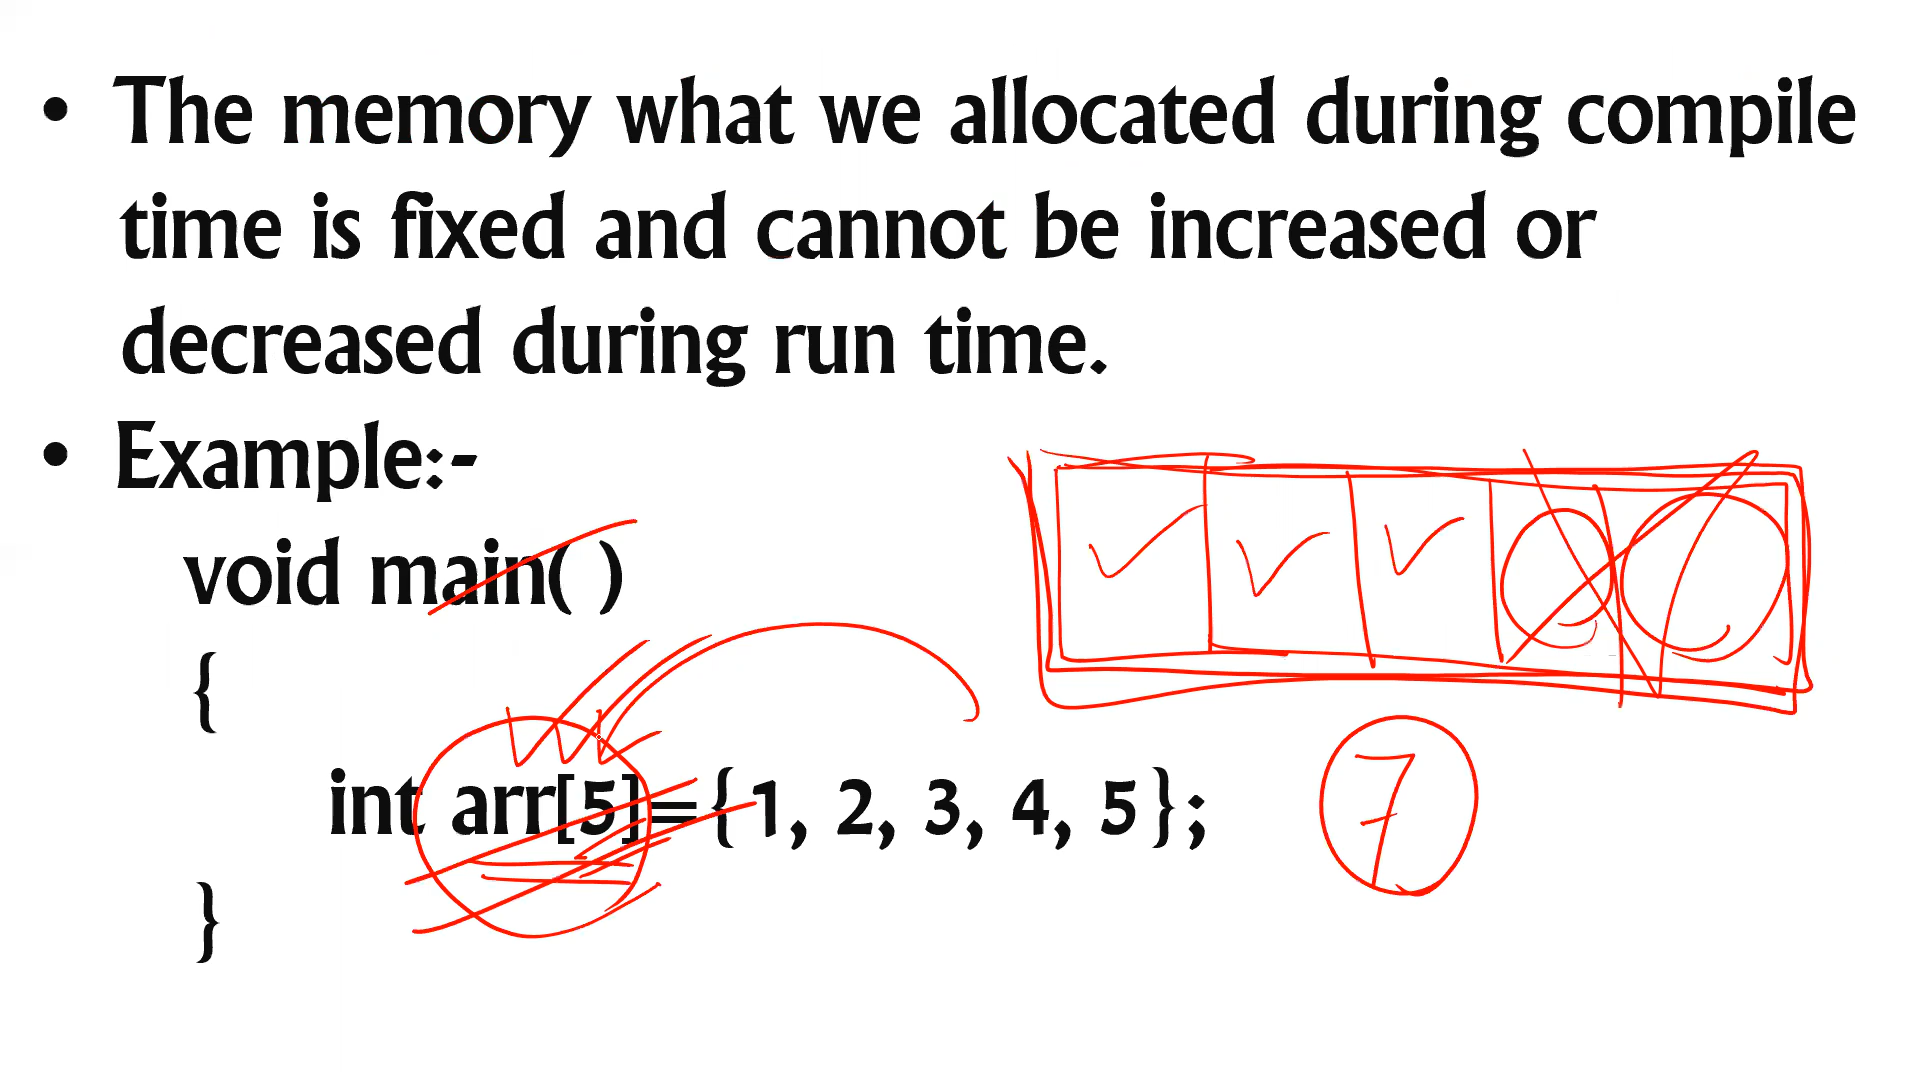 • The memory what we allocated during compile
time is fixed and cannot be increased or
decreased during run time.
• Example:-
void main( )
{
int arr[5]={1, 2, 3, 4, 5};
7
}